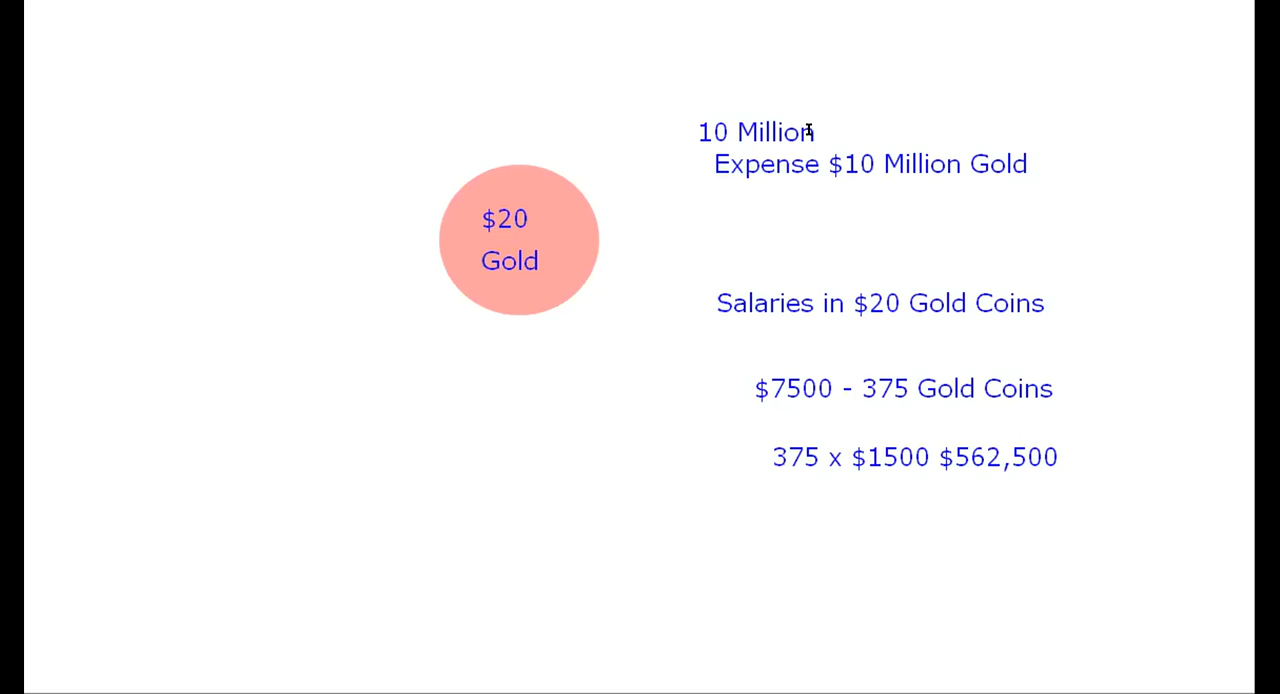 10 Million
Expense $10 Million Gold
$20
Gold
Salaries in $20 Gold Coins
$7500 - 375 Gold Coins
375 x $1500 $562,500